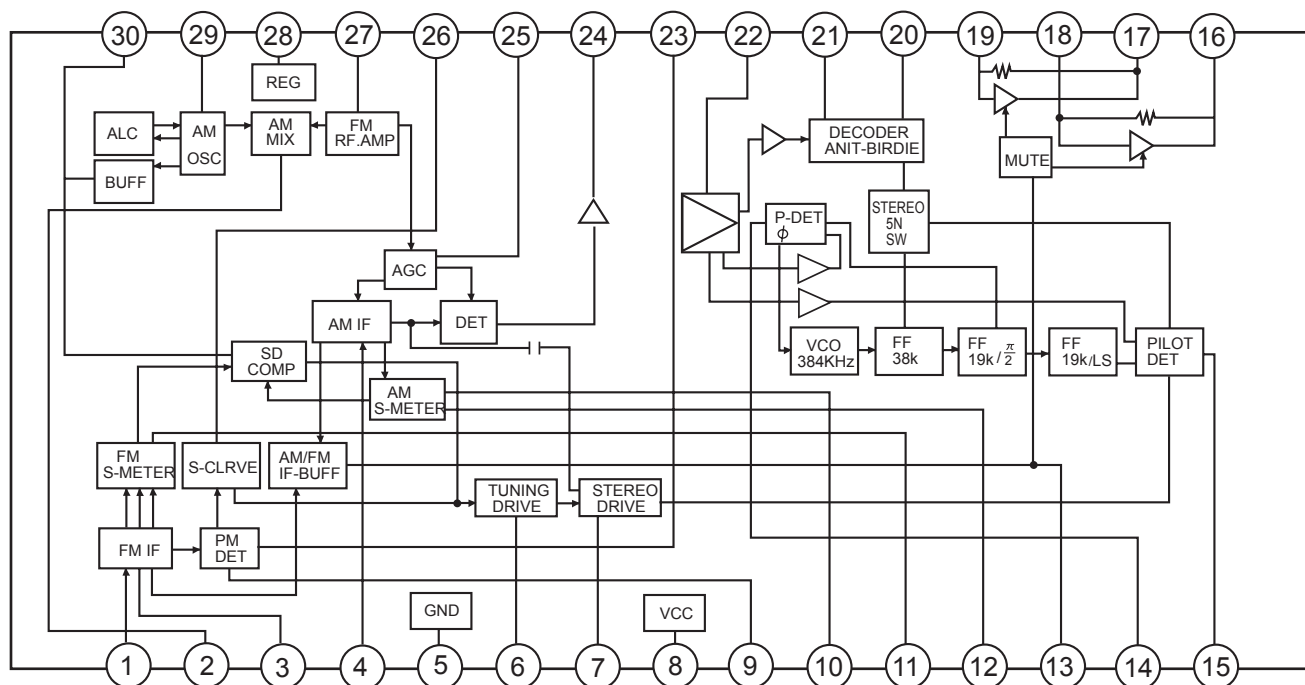 30 29 28 27 26 25 24 23 22 21 20 19 18 17 16
REG
ALC
AM
OSC
AM
MIX
FM
RF.AMP
DECODER
ANIT-BIRDIE
MUTE
BUFF
STEREO
5N
SW
P-DET
ϕ
AGC
AM IF
DET
VCO
384KHz
FF
38k
FF
19k/π/2
FF
19k/LS
PILOT
DET
SD
COMP
AM
S-METER
FM
S-METER
S-CLRVE
AM/FM
IF-BUFF
TUNING
DRIVE
STEREO
DRIVE
FM IF
PM
DET
GND
VCC
1 2 3 4 5 6 7 8 9 10 11 12 13 14 15